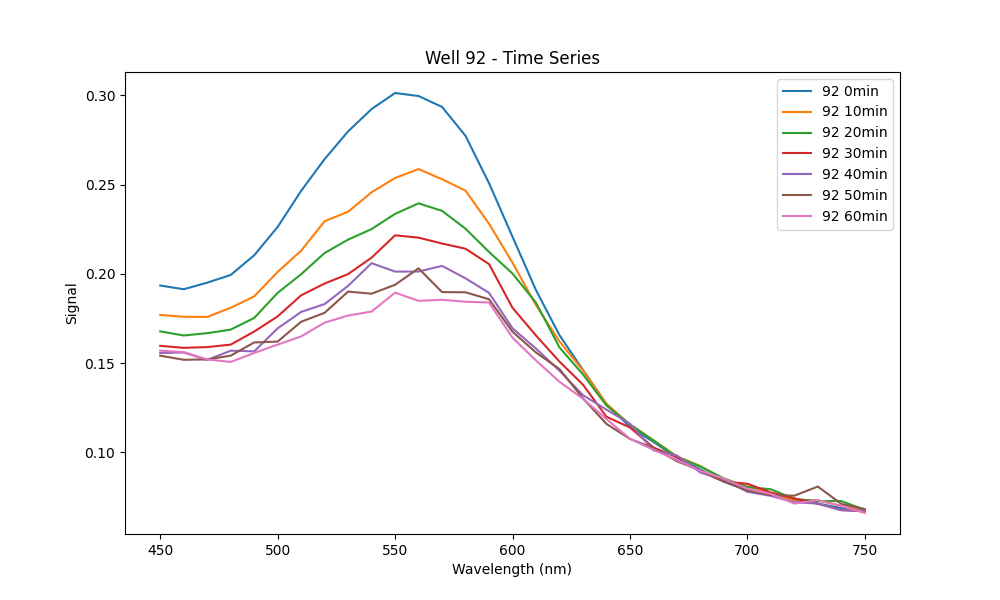 Well 92 - Time Series
Signal
0.30
0.25
0.20
0.15
0.10
92 0min
92 10min
92 20min
92 30min
92 40min
92 50min
92 60min
450 500 550 600 650 700 750
Wavelength (nm)